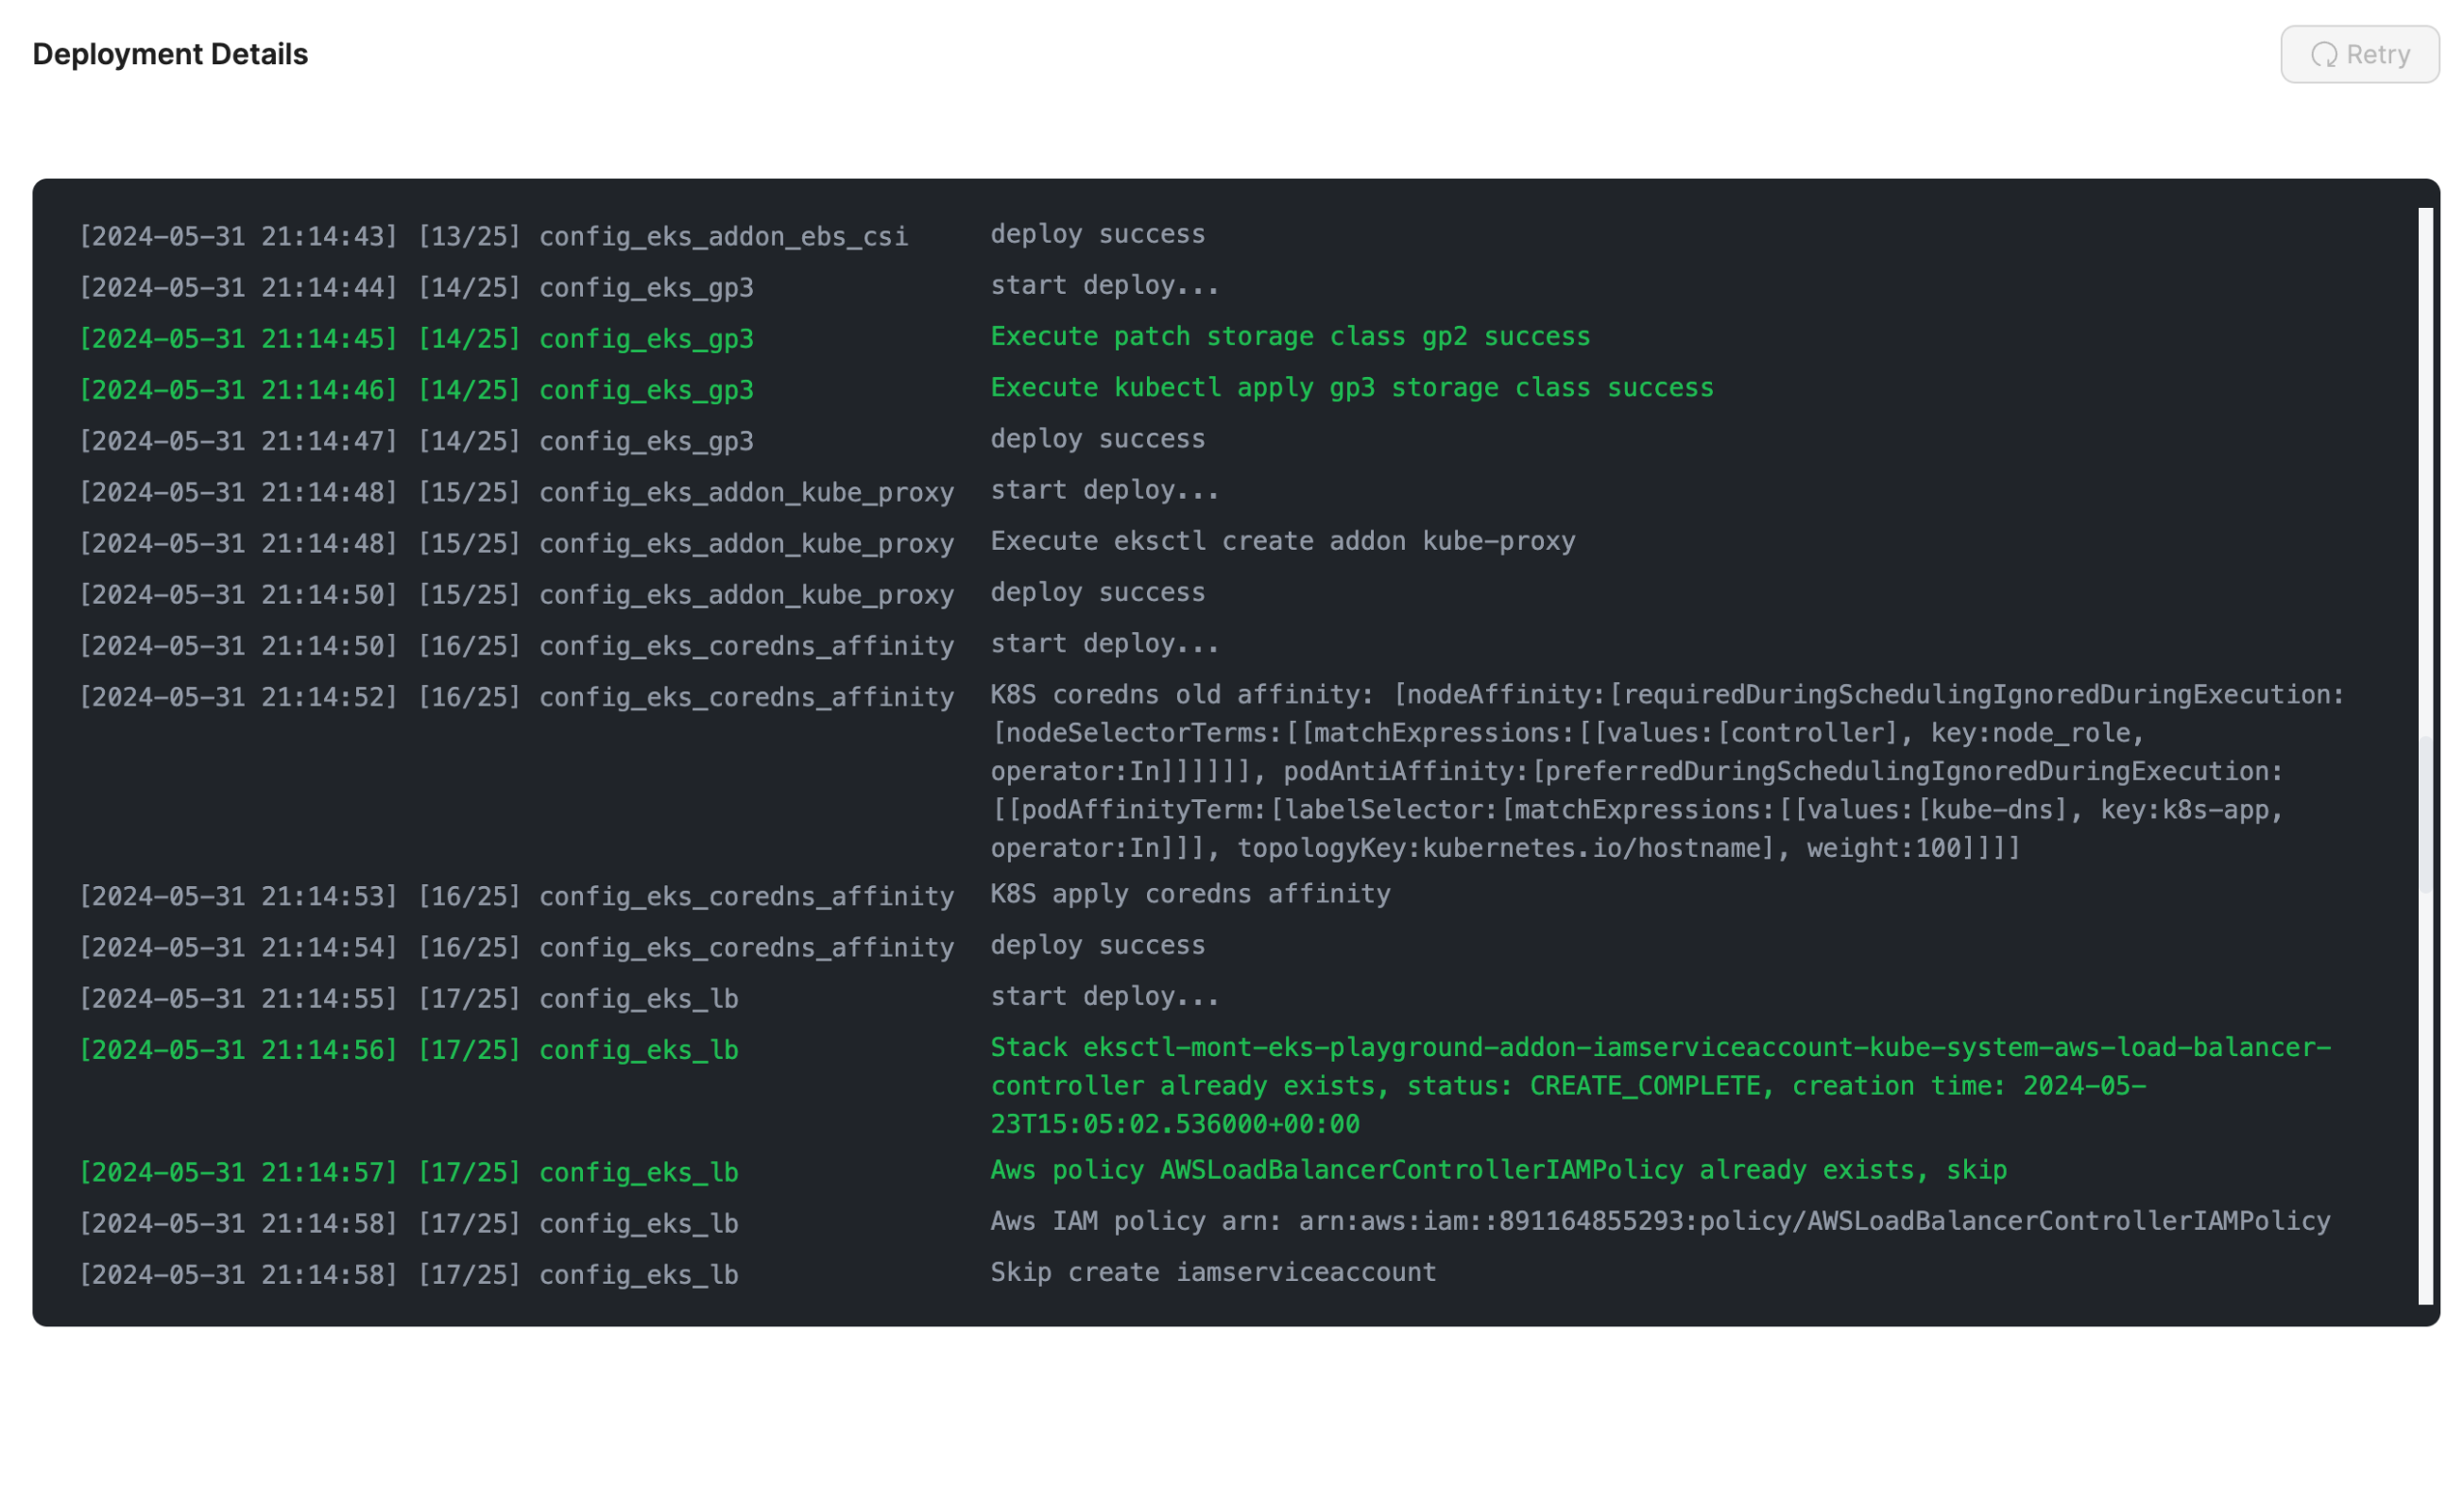 Deployment Details
Retry
[2024-05-31 21:14:43] [13/25] config_eks_addon_ebs_csi deploy success
[2024-05-31 21:14:44] [14/25] config_eks_gp3 start deploy...
[2024-05-31 21:14:45] [14/25] config_eks_gp3 Execute patch storage class gp2 success
[2024-05-31 21:14:46] [14/25] config_eks_gp3 Execute kubectl apply gp3 storage class success
[2024-05-31 21:14:47] [14/25] config_eks_gp3 deploy success
[2024-05-31 21:14:48] [15/25] config_eks_addon_kube_proxy start deploy...
[2024-05-31 21:14:48] [15/25] config_eks_addon_kube_proxy Execute eksctl create addon kube-proxy
[2024-05-31 21:14:50] [15/25] config_eks_addon_kube_proxy deploy success
[2024-05-31 21:14:50] [16/25] config_eks_coredns_affinity start deploy...
[2024-05-31 21:14:52] [16/25] config_eks_coredns_affinity K8S coredns old affinity: [nodeAffinity:[requiredDuringSchedulingIgnoredDuringExecution:
[nodeSelectorTerms:[[matchExpressions:[[values:[controller], key:node_role,
operator:In]]]]]], podAntiAffinity:[preferredDuringSchedulingIgnoredDuringExecution:
[[podAffinityTerm:[labelSelector:[matchExpressions:[[values:[kube-dns], key:k8s-app,
operator:In]]], topologyKey:kubernetes.io/hostname], weight:100]]]]
[2024-05-31 21:14:53] [16/25] config_eks_coredns_affinity K8S apply coredns affinity
[2024-05-31 21:14:54] [16/25] config_eks_coredns_affinity deploy success
[2024-05-31 21:14:55] [17/25] config_eks_lb start deploy...
[2024-05-31 21:14:56] [17/25] config_eks_lb Stack eksctl-mont-eks-playground-addon-iamserviceaccount-kube-system-aws-load-balancer-
controller already exists, status: CREATE_COMPLETE, creation time: 2024-05-
23T15:05:02.536000+00:00
[2024-05-31 21:14:57] [17/25] config_eks_lb Aws policy AWSLoadBalancerControllerIAMPolicy already exists, skip
[2024-05-31 21:14:58] [17/25] config_eks_lb Aws IAM policy arn: arn:aws:iam::891164855293:policy/AWSLoadBalancerControllerIAMPolicy
[2024-05-31 21:14:58] [17/25] config_eks_lb Skip create iamserviceaccount